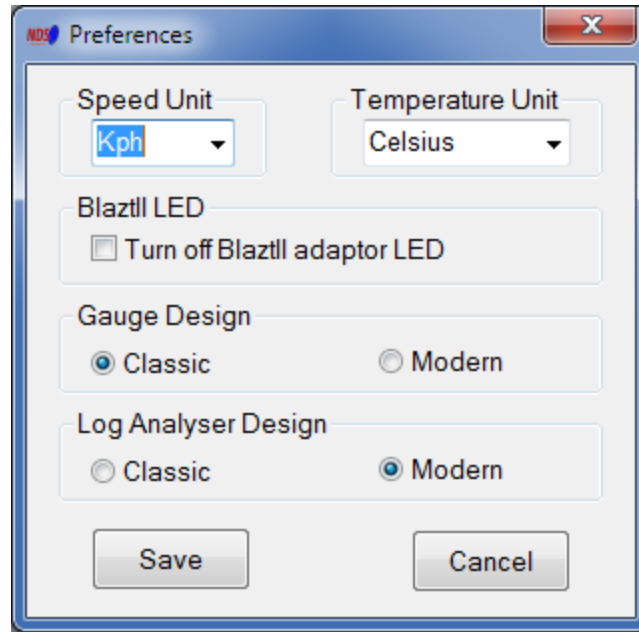 NDS Preferences
Speed Unit
Kph
Temperature Unit
Celsius
BlaztII LED
Turn off BlaztII adaptor LED
Gauge Design
Classic
Modern
Log Analyser Design
Classic
Modern
Save
Cancel